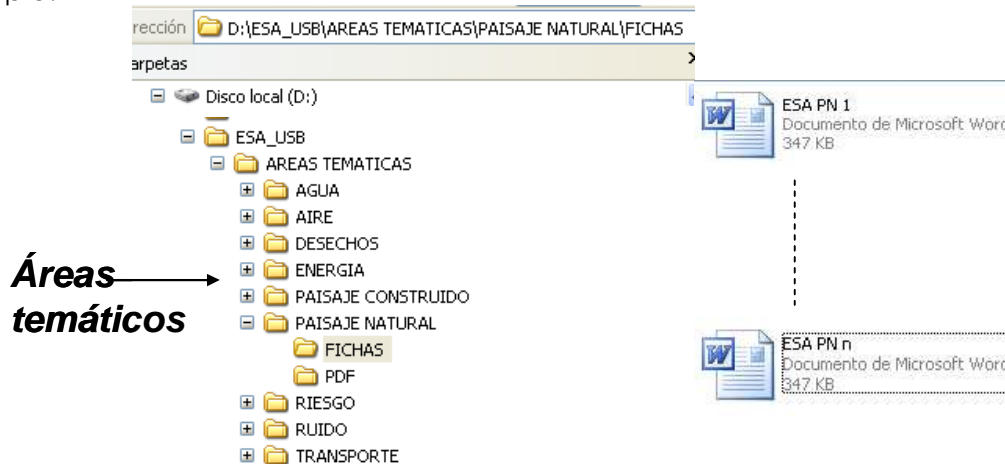 rección D:\ESA_USB\AREAS TEMATICAS\PAISAJE NATURAL\FICHAS
arpetas
Disco local (D:)
ESA_USB
AREAS TEMATICAS
AGUA
AIRE
DESECHOS
ENERGIA
PAISAJE CONSTRUIDO
PAISAJE NATURAL
FICHAS
PDF
RIESGO
RUIDO
TRANSPORTE
Áreas
temáticos
ESA PN 1
Documento de Microsoft Word
347 KB
ESA PN n
Documento de Microsoft Word
347 KB